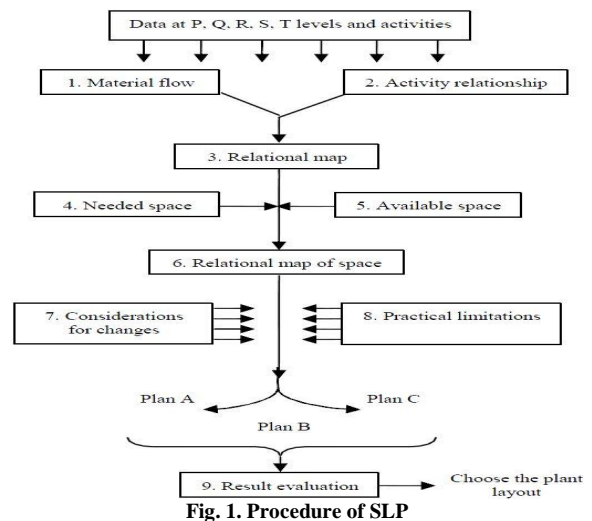 Data at P, Q, R, S, T levels and activities
1. Material flow
2. Activity relationship
3. Relational map
4. Needed space
5. Available space
6. Relational map of space
7. Considerations
for changes
8. Practical limitations
Plan A
Plan C
Plan B
9. Result evaluation
Choose the plant
layout
Fig. 1. Procedure of SLP